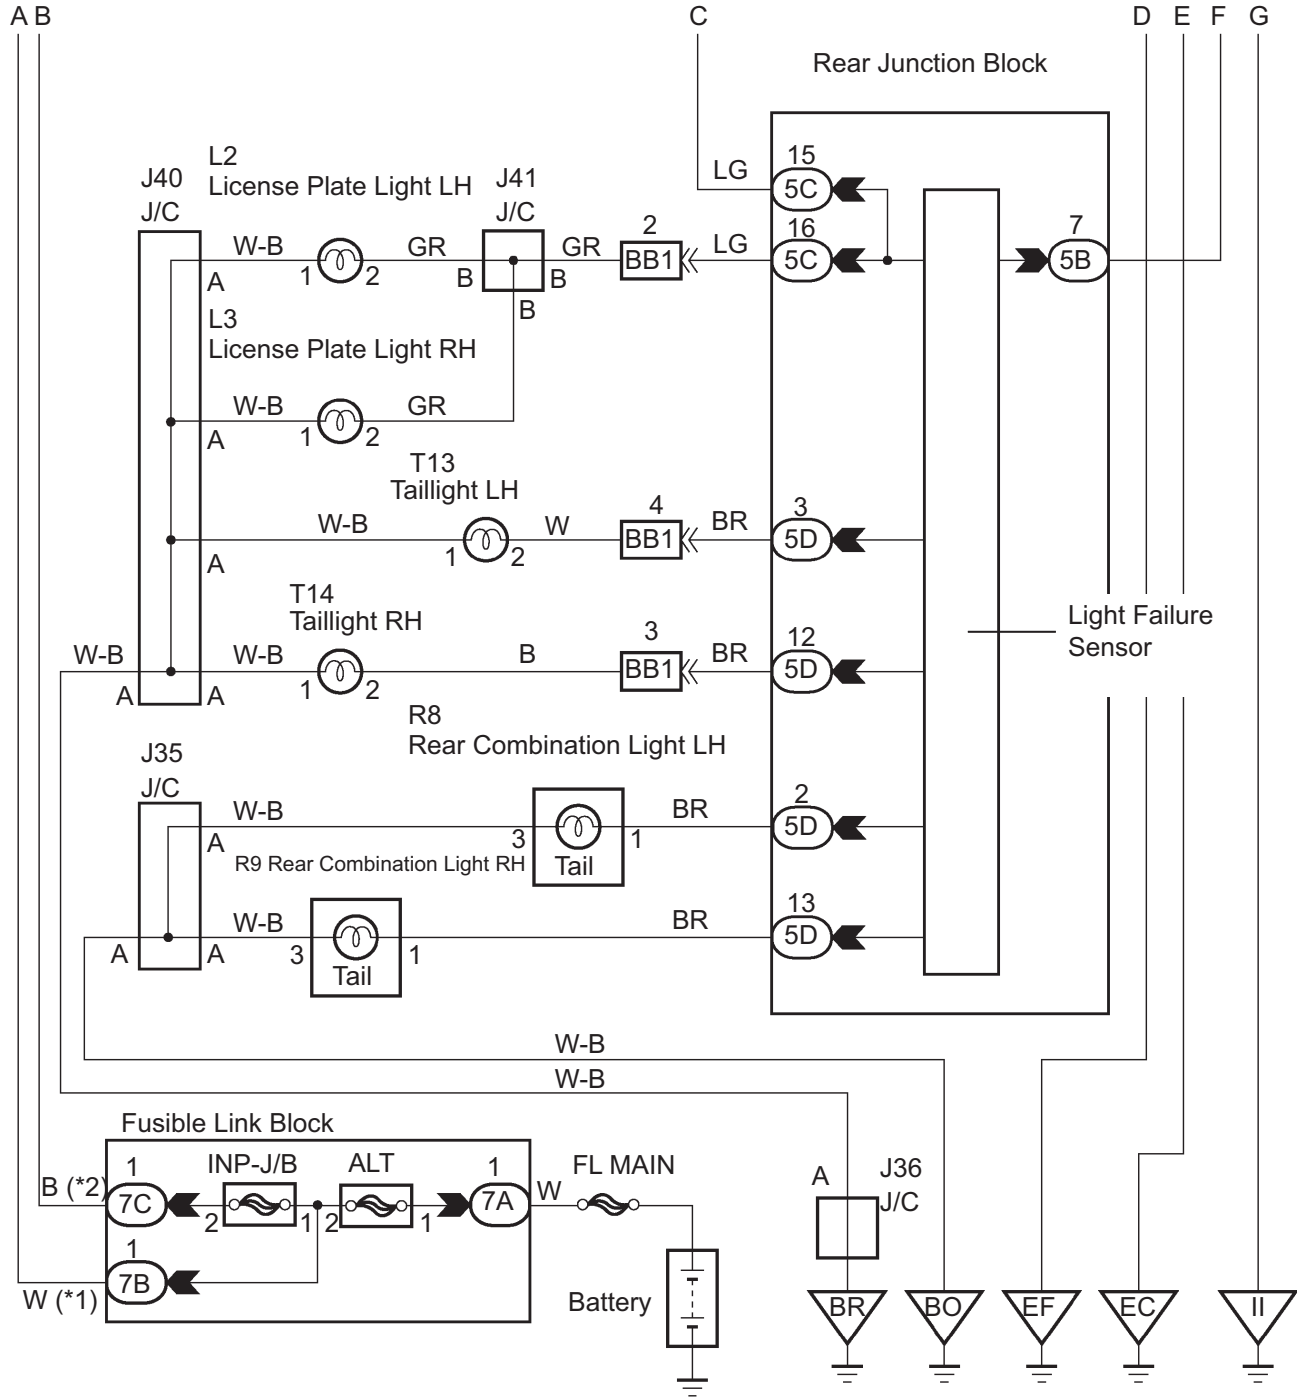 A B C D E F G
Rear Junction Block
L2
License Plate Light LH
J40
J/C
J41
J/C
LG
15
5C
W-B
1
2
GR
B
B
B
GR
2
BB1
LG
16
5C
7
5B
A
L3
License Plate Light RH
W-B
1
2
GR
A
T13
Taillight LH
W-B
1
2
W
4
BB1
BR
3
5D
A
T14
Taillight RH
W-B
A
W-B
A
1
2
B
3
BB1
BR
12
5D
Light Failure
Sensor
R8
Rear Combination Light LH
J35
J/C
W-B
A
3
Tail
1
BR
2
5D
R9 Rear Combination Light RH
A
W-B
A
3
Tail
1
BR
13
5D
W-B
W-B
Fusible Link Block
B (*2)
1
7C
INP-J/B
2
1
ALT
2
1
1
7A
W
FL MAIN
W (*1)
1
7B
Battery
A
J36
J/C
BR
BO
EF
EC
II